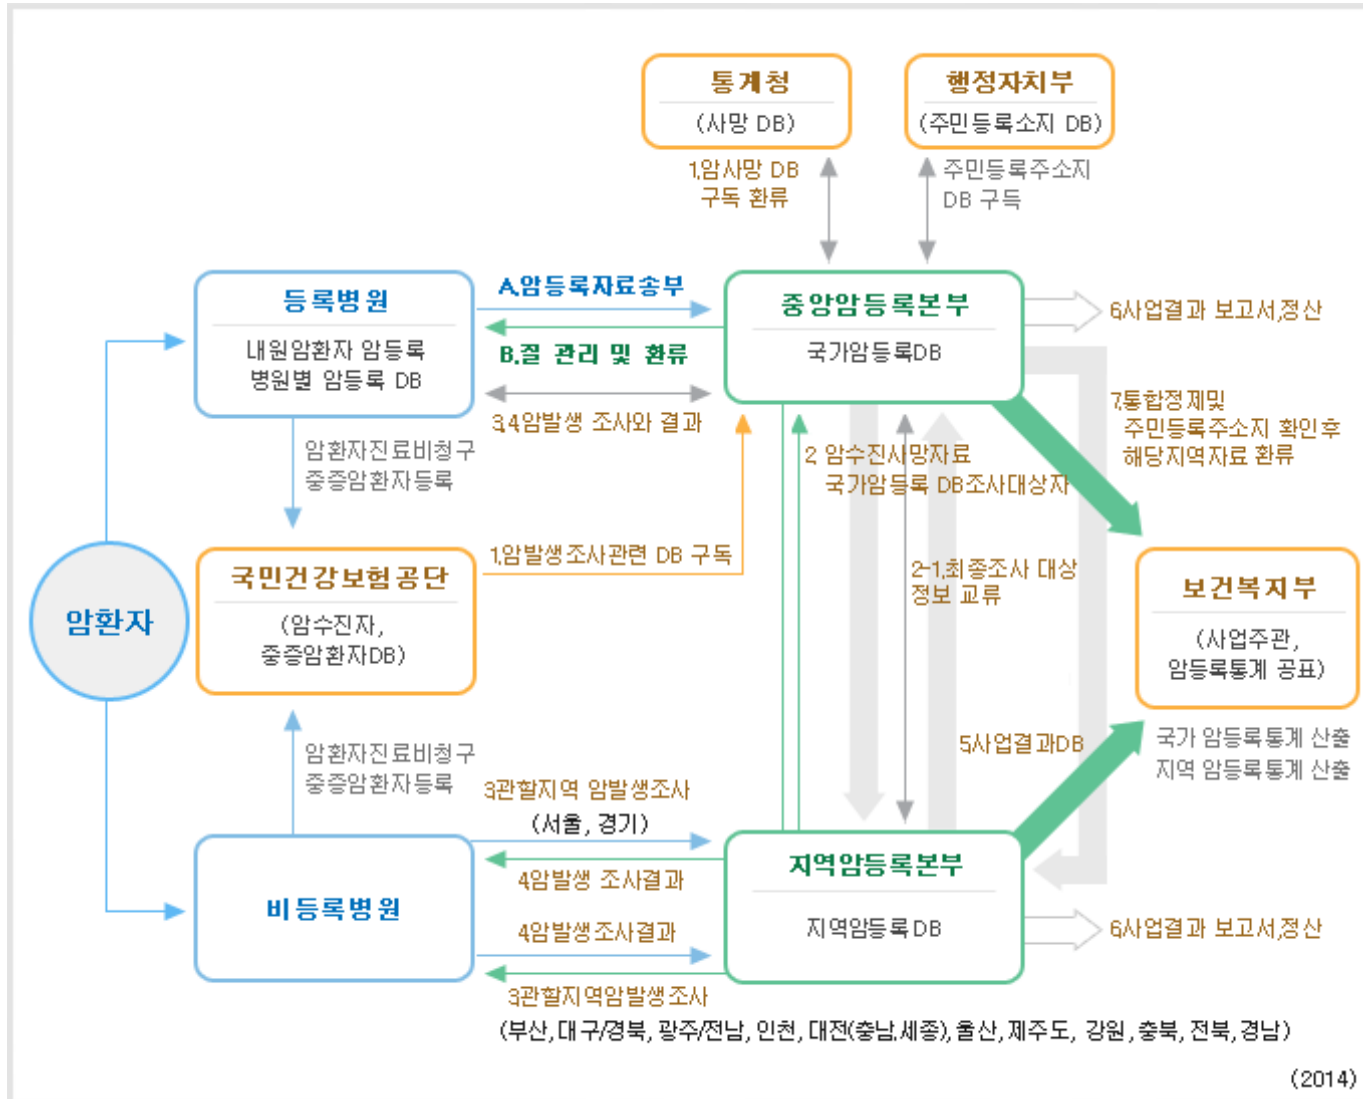 통계청
(사망 DB)
행정자치부
(주민등록소지 DB)
1.암사망 DB
구독 환류
주민등록주소지
DB 구득
등록병원
내원암환자 암등록
병원별 암등록 DB
A.암등록자료송부
B.질 관리 및 환류
3,4암발생 조사와 결과
중앙암등록본부
국가암등록DB
6.사업결과 보고서,정산
7.통합정제및
주민등록주소지 확인후
해당지역자료 환류
암환자진료비청구
중증암환자등록
2. 암수진사망자료
국가암등록 DB조사대상자
암환자
국민건강보험공단
(암수진자,
중증암환자DB)
1.암발생조사관련 DB 구독
2-1.최종조사 대상
정보 교류
보건복지부
(사업주관,
암등록통계 공표)
국가 암등록통계 산출
지역 암등록통계 산출
암환자진료비청구
중증암환자등록
5.사업결과DB
3.관할지역 암발생조사
(서울, 경기)
4암발생 조사결과
비등록병원
4암발생조사결과
3.관할지역암발생조사
지역암등록본부
지역암등록DB
6.사업결과 보고서,정산
(부산,대구/경북, 광주/전남, 인천, 대전(충남,세종), 울산, 제주도, 강원, 충북, 전북, 경남)
(2014)